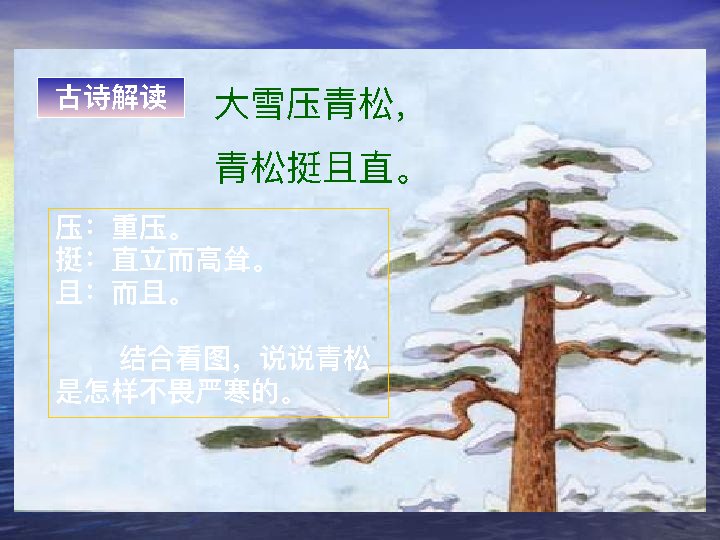 古诗解读
大雪压青松，
青松挺且直。
压：重压。
挺：直立而高耸。
且：而且。
结合看图，说说青松
是怎样不畏严寒的。